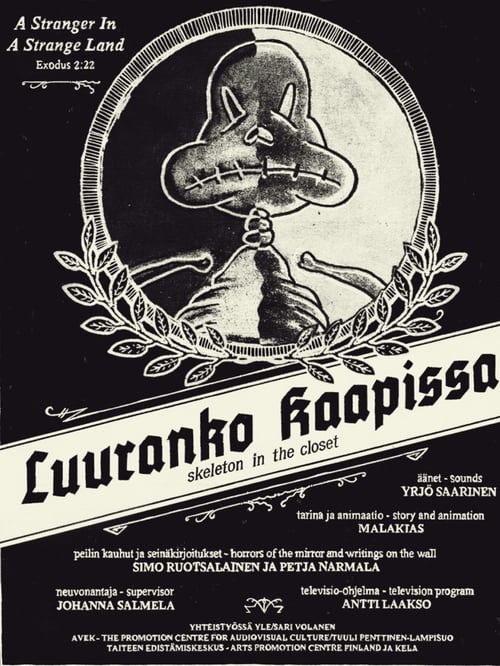 A Stranger In
A Strange Land
Exodus 2:22
Luuranko Kaapissa
skeleton in the closet
äänet - sounds
YRJÖ SAARINEN
tarina ja animaatio - story and animation
MALAKIAS
peilin kauhut ja seinäkirjoitukset - horrors of the mirror and writings on the wall
SIMO RUOTSALAINEN JA PETJA NARMALA
neuvonantaja - supervisor
JOHANNA SALMELA
televisio-ohjelma - television program
ANTTI LAAKSO
YHTEISTYÖSSÄ YLE/SARI VOLANEN
AVEK - THE PROMOTION CENTRE FOR AUDIOVISUAL CULTURE/TUULI PENTTINEN-LAMPISUO
TAITEEN EDISTÄMISKESKUS - ARTS PROMOTION CENTRE FINLAND JA KELA